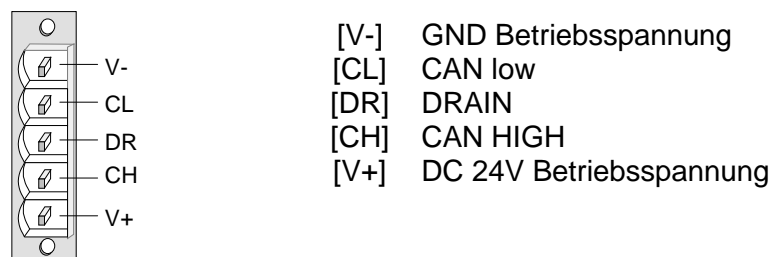 V-
CL
DR
CH
V+
[V-] GND Betriebsspannung
[CL] CAN low
[DR] DRAIN
[CH] CAN HIGH
[V+] DC 24V Betriebsspannung